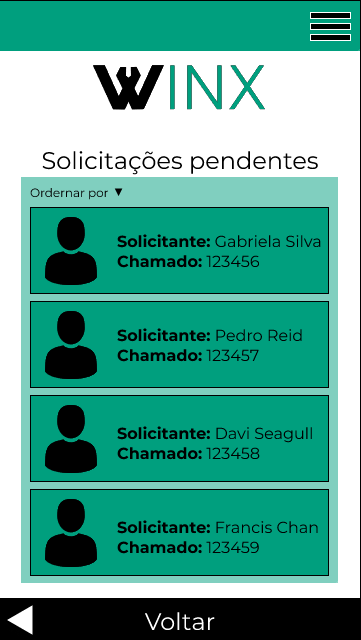 WINX
Solicitações pendentes
Ordernar por ▼
Solicitante: Gabriela Silva
Chamado: 123456
Solicitante: Pedro Reid
Chamado: 123457
Solicitante: Davi Seagull
Chamado: 123458
Solicitante: Francis Chan
Chamado: 123459
Voltar